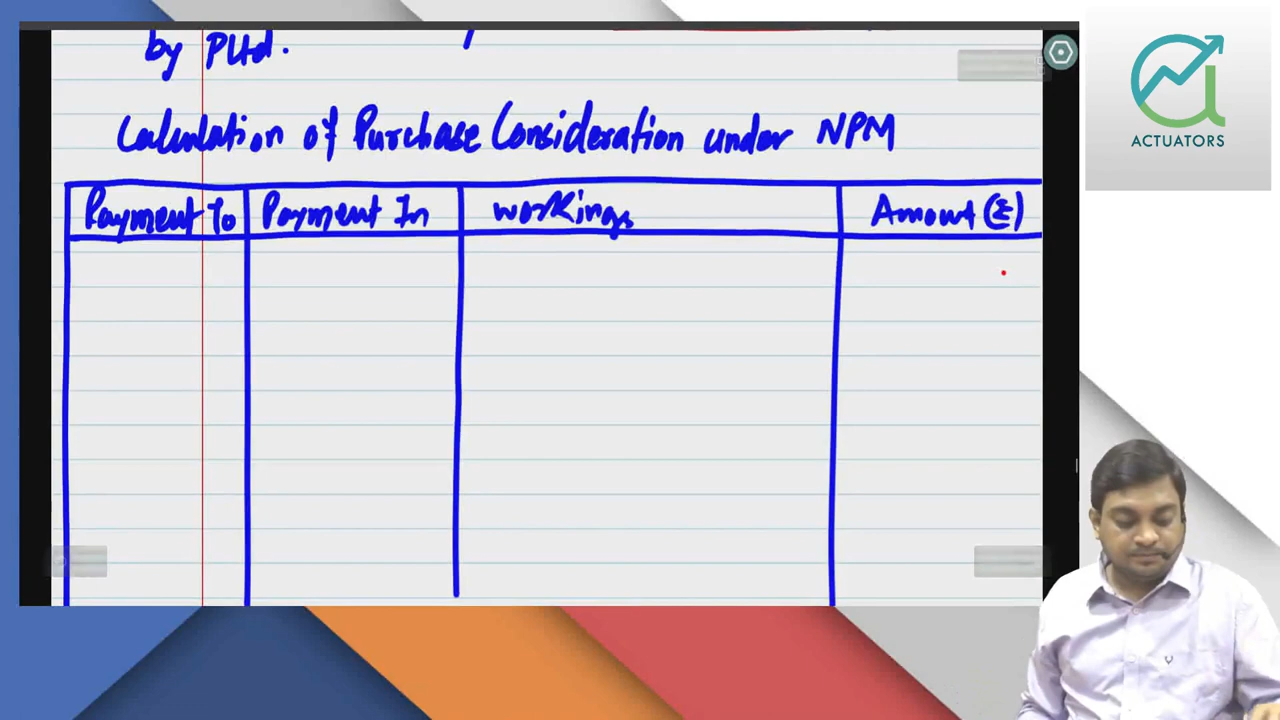 by PLtd.
Calculation of Purchase Consideration under NPM
Payment To Payment In Workings Amount (₹)
ACTUATORS